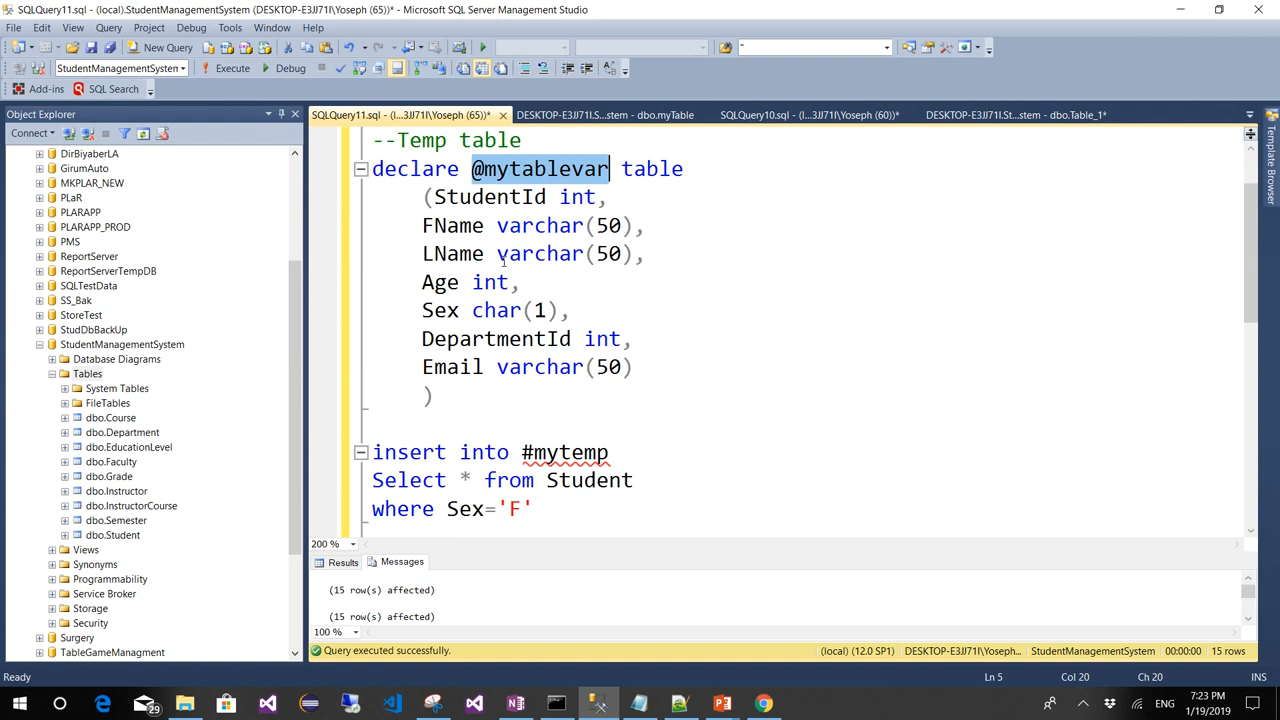 SQLQuery11.sql - (local).StudentManagementSystem (DESKTOP-E3JJ71I\Yoseph (65))* - Microsoft SQL Server Management Studio
File Edit View Query Project Debug Tools Window Help
New Query "
StudentManagementSysten Execute Debug
Add-ins SQL Search
Object Explorer
Connect
DirBiyaberLA
GirumAuto
MKPLAR_NEW
PLaR
PLARAPP
PLARAPP_PROD
PMS
ReportServer
ReportServerTempDB
SQLTestData
SS_Bak
StoreTest
StudDbBackUp
StudentManagementSystem
Database Diagrams
Tables
System Tables
FileTables
dbo.Course
dbo.Department
dbo.EducationLevel
dbo.Faculty
dbo.Grade
dbo.Instructor
dbo.InstructorCourse
dbo.Semester
dbo.Student
Views
Synonyms
Programmability
Service Broker
Storage
Security
Surgery
TableGameManagment
SQLQuery11.sql - (l...3JJ71I\Yoseph (65))* DESKTOP-E3JJ71I.S...stem - dbo.myTable SQLQuery10.sql - (l...3JJ71I\Yoseph (60))* DESKTOP-E3JJ71I.St...stem - dbo.Table_1*
--Temp table
declare @mytablevar table
(StudentId int,
FName varchar(50),
LName varchar(50),
Age int,
Sex char(1),
DepartmentId int,
Email varchar(50)
)
insert into #mytemp
Select * from Student
where Sex='F'
200 %
Results Messages
(15 row(s) affected)
(15 row(s) affected)
100 %
Query executed successfully. (local) (12.0 SP1) DESKTOP-E3JJ71I\Yoseph... StudentManagementSystem 00:00:00 15 rows
Template Browser
Ready Ln 5 Col 20 Ch 20 INS
29 ENG 7:23 PM
1/19/2019